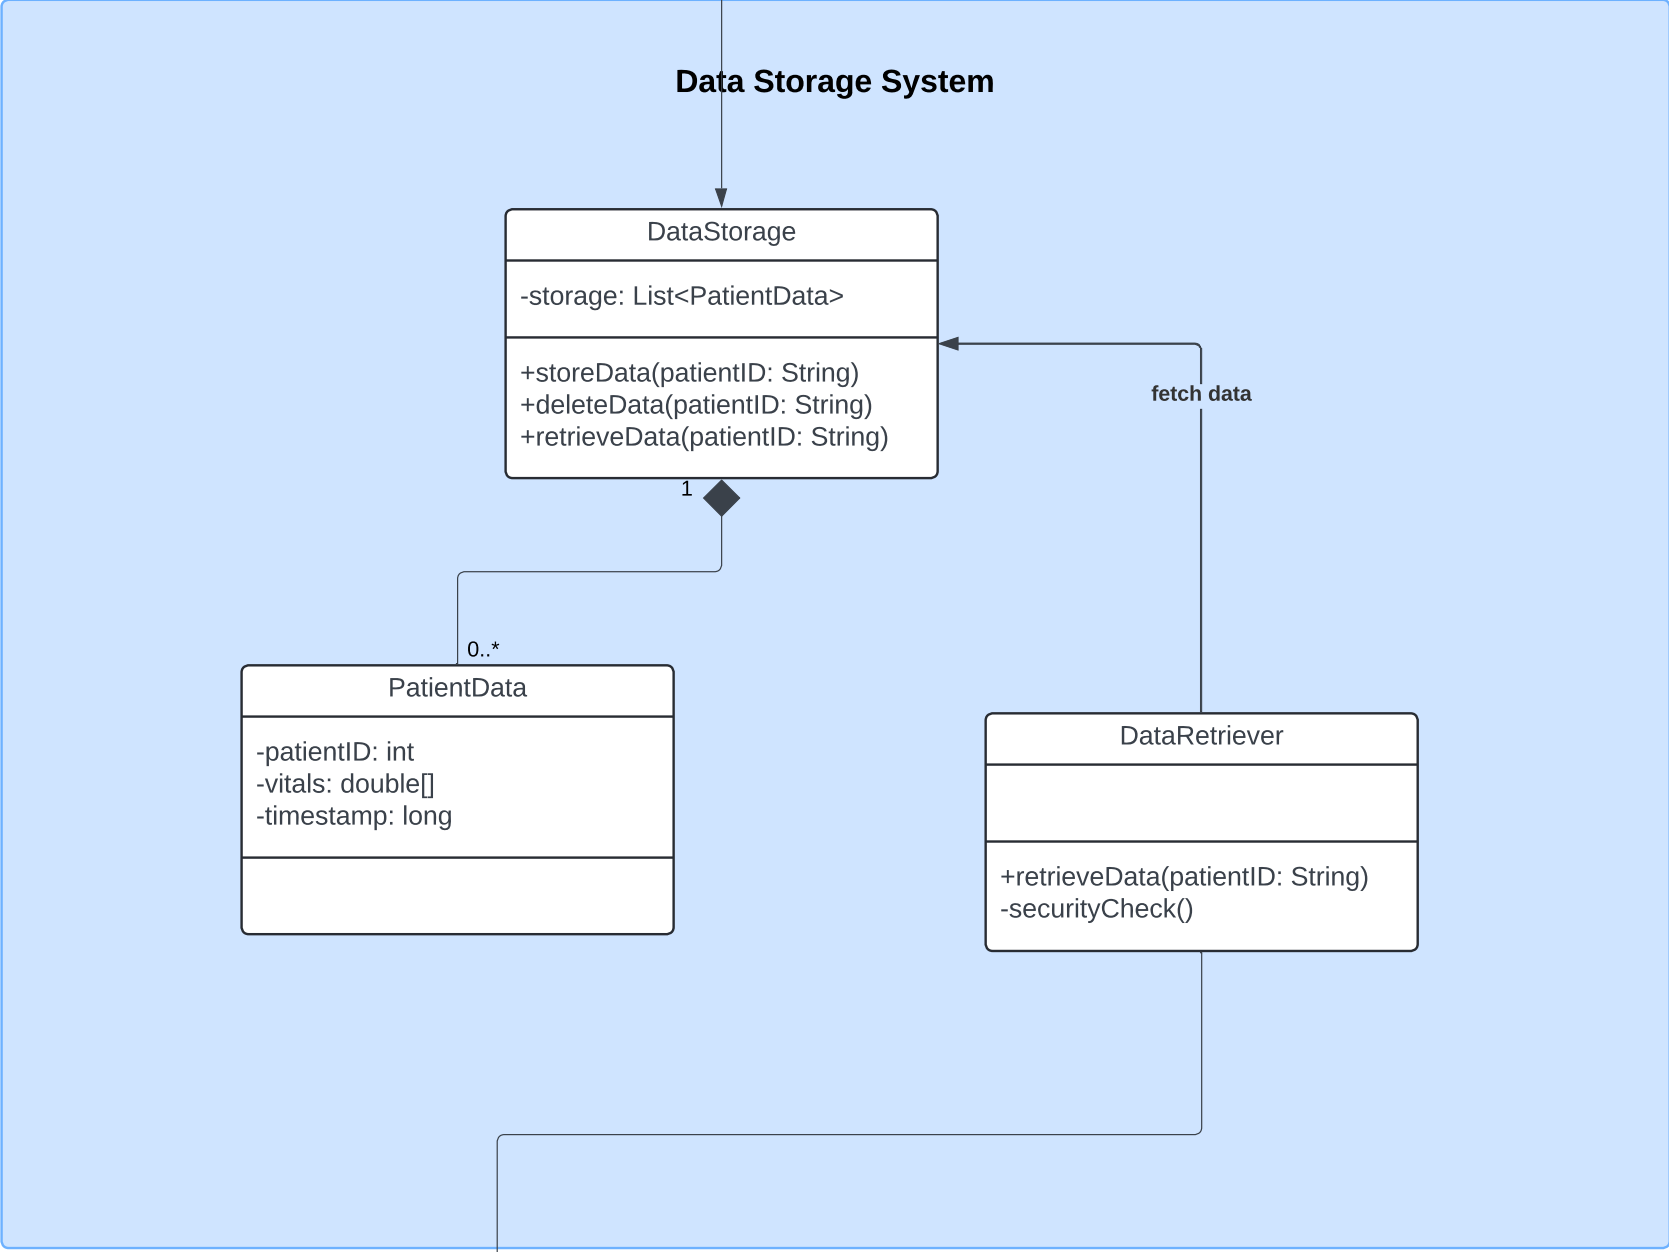 Data Storage System
DataStorage
-storage: List<PatientData>
+storeData(patientID: String)
+deleteData(patientID: String)
+retrieveData(patientID: String)
fetch data
1
0..*
PatientData
-patientID: int
-vitals: double[]
-timestamp: long
DataRetriever
+retrieveData(patientID: String)
-securityCheck()